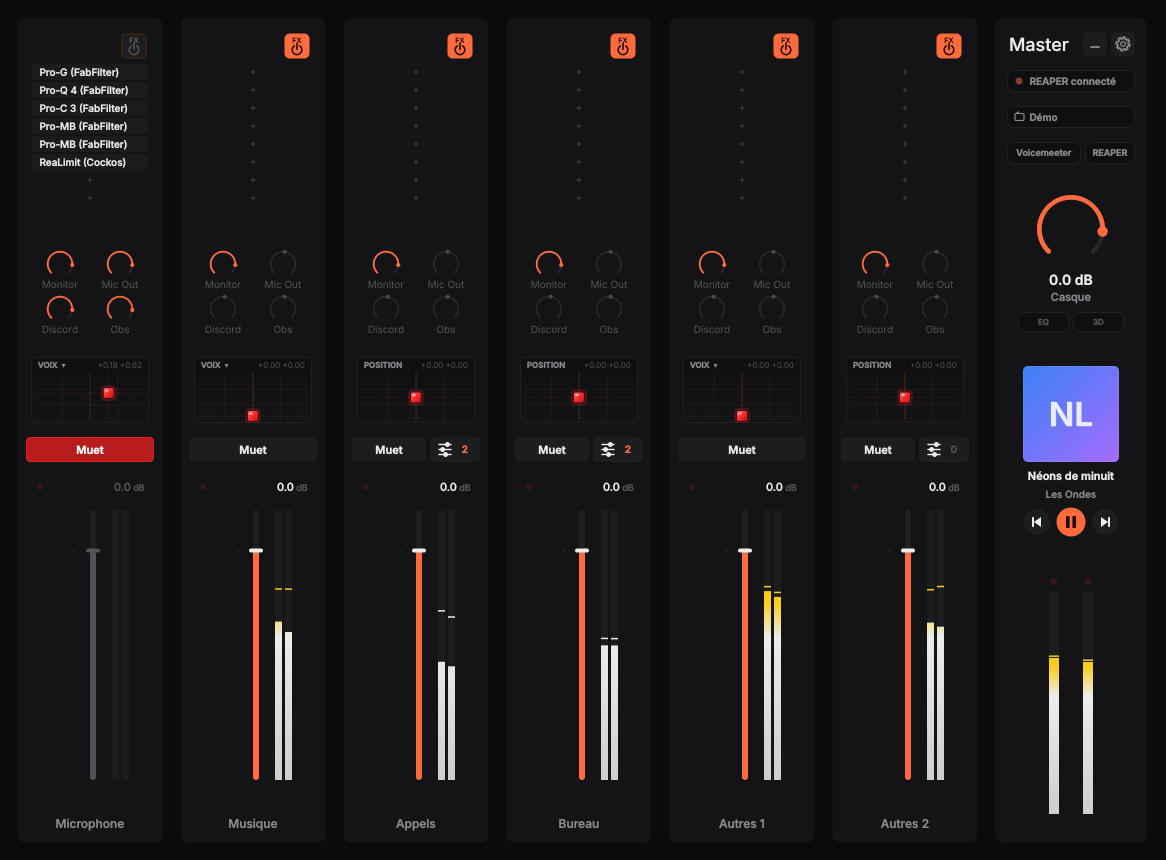 FX
Pro-G (FabFilter)
Pro-Q 4 (FabFilter)
Pro-C 3 (FabFilter)
Pro-MB (FabFilter)
Pro-MB (FabFilter)
ReaLimit (Cockos)
Monitor Mic Out
Discord Obs
VOIX ▼ +0.18 +0.62
Muet
0.0 dB
Microphone
FX
Monitor Mic Out
Discord Obs
VOIX ▼ +0.00 +0.00
Muet
0.0 dB
Musique
FX
Monitor Mic Out
Discord Obs
POSITION +0.00 +0.00
Muet 2
0.0 dB
Appels
FX
Monitor Mic Out
Discord Obs
POSITION +0.00 +0.00
Muet 2
0.0 dB
Bureau
FX
Monitor Mic Out
Discord Obs
VOIX ▼ +0.00 +0.00
Muet
0.0 dB
Autres 1
FX
Monitor Mic Out
Discord Obs
POSITION +0.00 +0.00
Muet 0
0.0 dB
Autres 2
Master
REAPER connecté
Démo
Voicemeeter REAPER
0.0 dB
Casque
EQ 3D
NL
Néons de minuit
Les Ondes